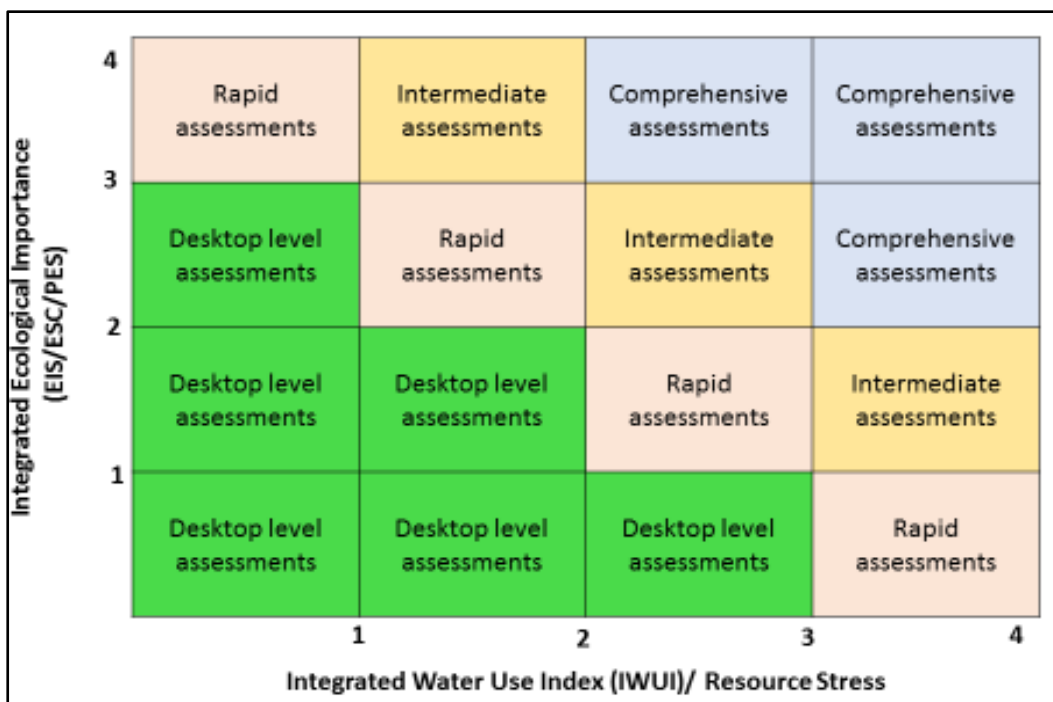 4
Rapid
assessments
Intermediate
assessments
Comprehensive
assessments
Comprehensive
assessments
3
Desktop level
assessments
Rapid
assessments
Intermediate
assessments
Comprehensive
assessments
2
Desktop level
assessments
Desktop level
assessments
Rapid
assessments
Intermediate
assessments
1
Desktop level
assessments
Desktop level
assessments
Desktop level
assessments
Rapid
assessments
Integrated Ecological Importance
(EIS/ESC/PES)
1
2
3
4
Integrated Water Use Index (IWUI)/ Resource Stress